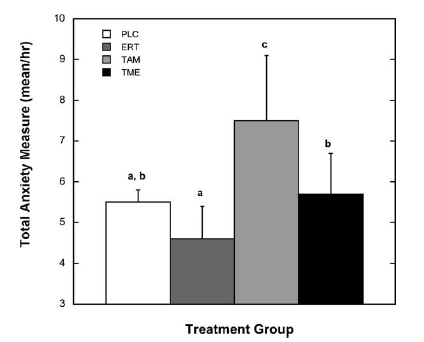 10
9
8
7
6
5
4
3
Total Anxiety Measure (mean/hr)
PLC
ERT
TAM
TME
a, b
a
c
b
Treatment Group